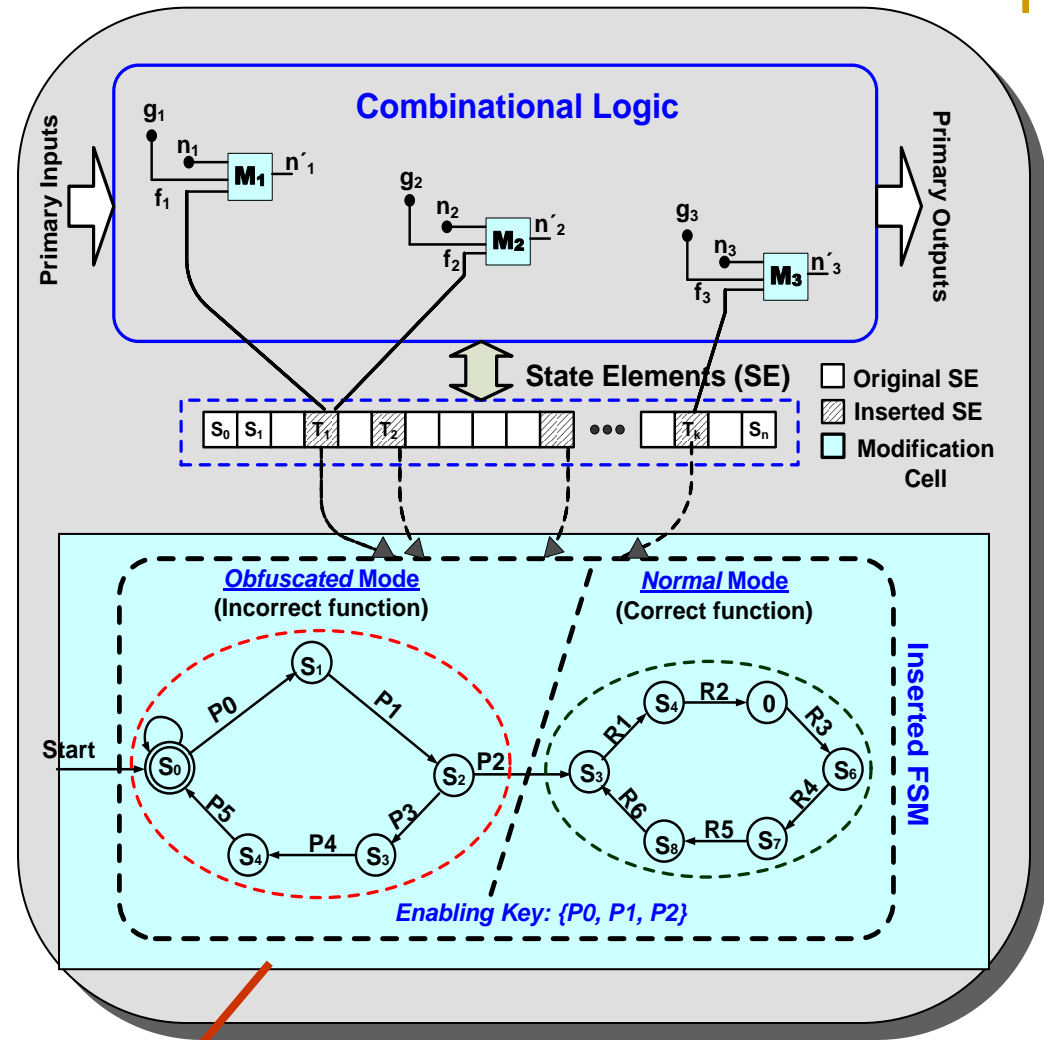 Combinational Logic
Primary Inputs
Primary Outputs
g1
n1
M1
n´1
f1
g2
n2
M2
n´2
f2
g3
n3
M3
n´3
f3
State Elements (SE)
Original SE
Inserted SE
Modification
Cell
S0 S1 T1 T2 ••• Tk Sn
Obfuscated Mode
(Incorrect function)
Normal Mode
(Correct function)
Inserted FSM
Start
S0
P0
S1
P1
S2
P2
P3
S3
P4
S4
P5
S3
R1
S4
R2
0
R3
S6
R4
S7
R5
S8
R6
Enabling Key: {P0, P1, P2}